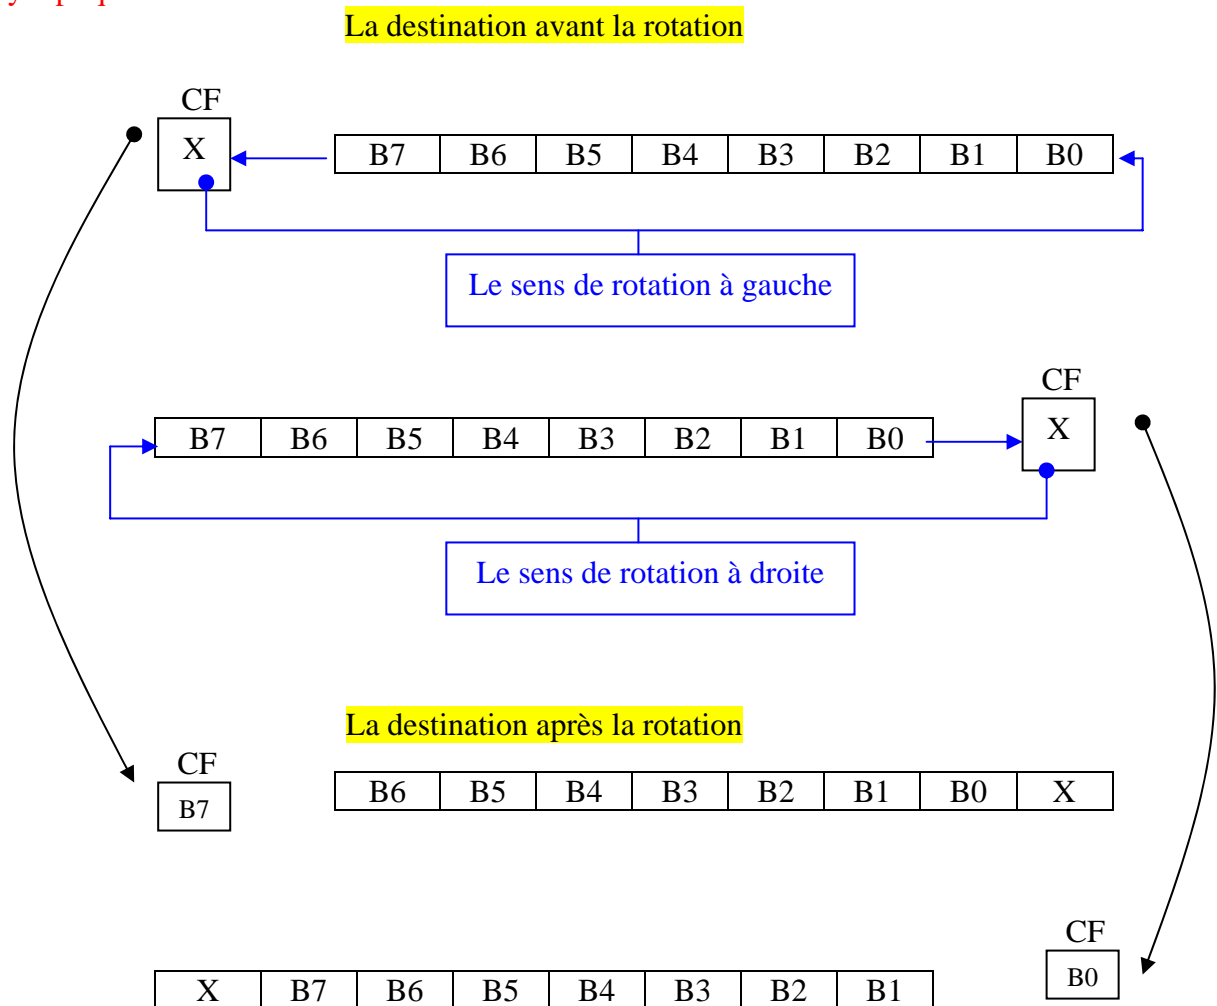 La destination avant la rotation
CF
X B7 B6 B5 B4 B3 B2 B1 B0
Le sens de rotation à gauche
CF
B7 B6 B5 B4 B3 B2 B1 B0 X
Le sens de rotation à droite
La destination après la rotation
CF
B7 B6 B5 B4 B3 B2 B1 B0 X
CF
X B7 B6 B5 B4 B3 B2 B1 B0